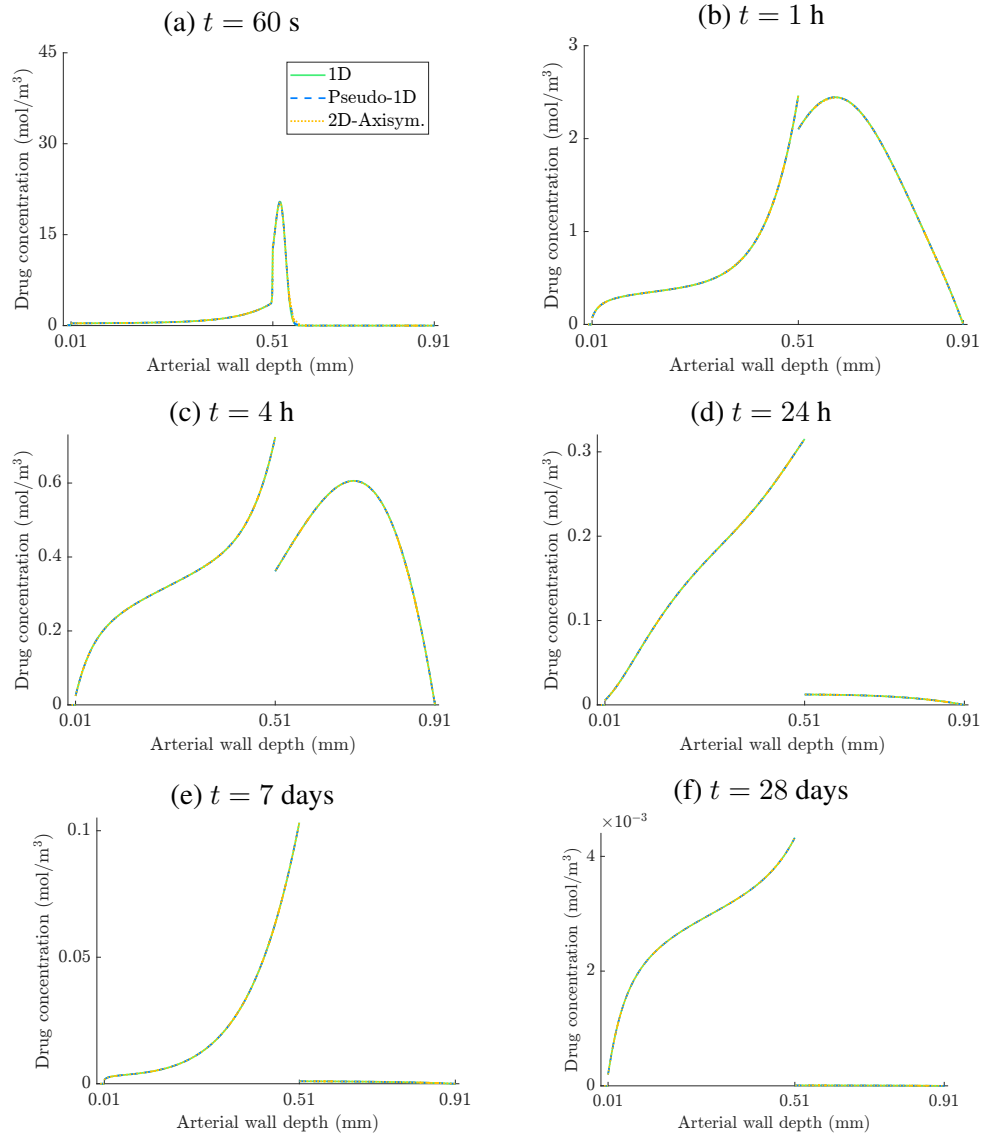 (a) t = 60 s
45
30
15
0
Drug concentration (mol/m³)
1D
Pseudo-1D
2D-Axisym.
0.01
0.51
0.91
Arterial wall depth (mm)
(b) t = 1 h
3
2
1
0
Drug concentration (mol/m³)
0.01
0.51
0.91
Arterial wall depth (mm)
(c) t = 4 h
0.6
0.4
0.2
0
Drug concentration (mol/m³)
0.01
0.51
0.91
Arterial wall depth (mm)
(d) t = 24 h
0.3
0.2
0.1
0
Drug concentration (mol/m³)
0.01
0.51
0.91
Arterial wall depth (mm)
(e) t = 7 days
0.1
0.05
0
Drug concentration (mol/m³)
0.01
0.51
0.91
Arterial wall depth (mm)
(f) t = 28 days
×10⁻³
4
2
0
Drug concentration (mol/m³)
0.01
0.51
0.91
Arterial wall depth (mm)